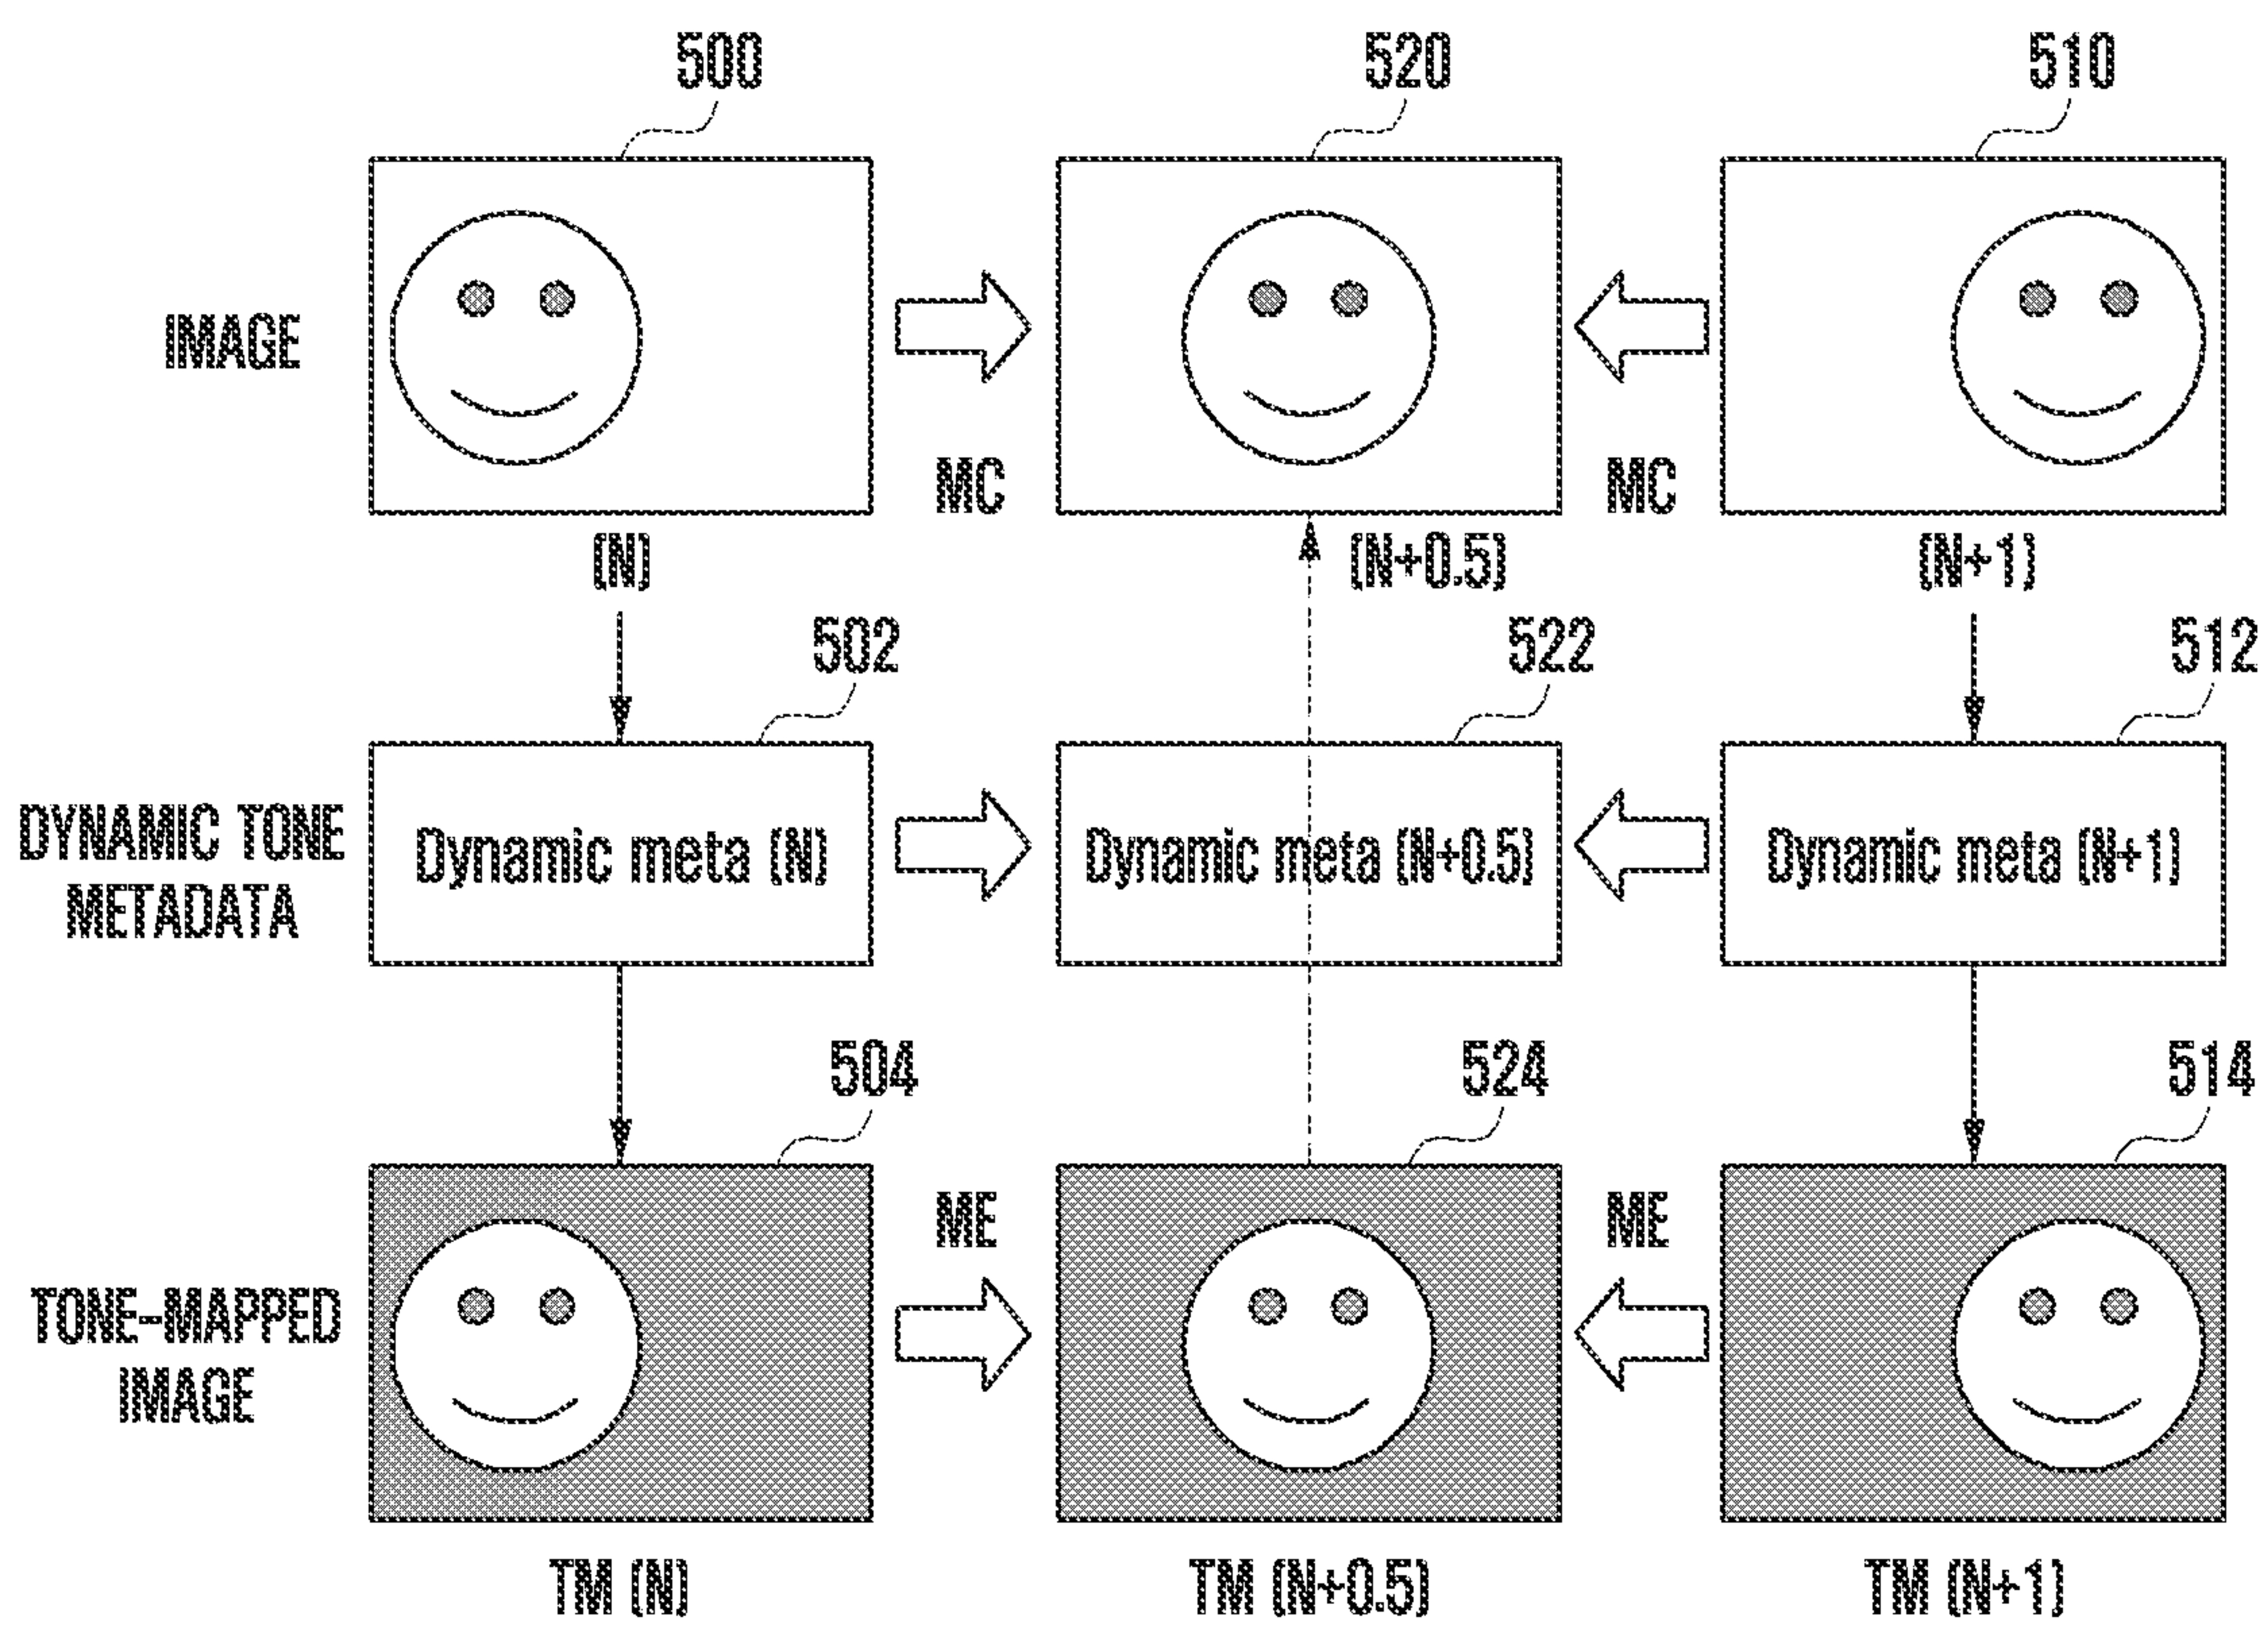 500
520
510
IMAGE
MC
MC
(N)
(N+0.5)
(N+1)
502
522
512
DYNAMIC TONE
METADATA
Dynamic meta (N)
Dynamic meta (N+0.5)
Dynamic meta (N+1)
504
524
514
ME
ME
TONE-MAPPED
IMAGE
TM (N)
TM (N+0.5)
TM (N+1)